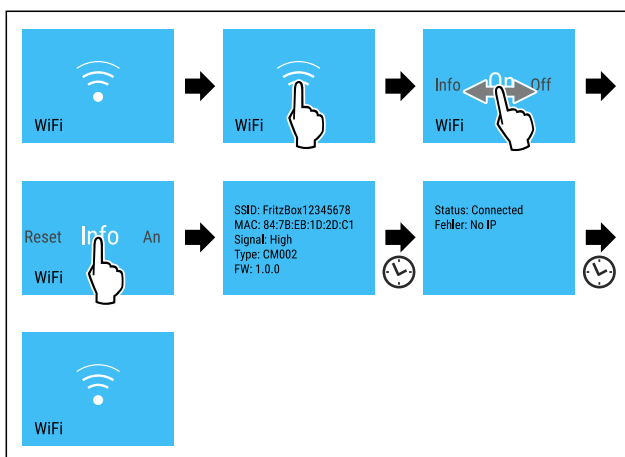 WiFi
WiFi
Info On Off
WiFi
Reset Info An
WiFi
SSID: FritzBox12345678
MAC: 84:7B:EB:1D:2D:C1
Signal: High
Type: CM002
FW: 1.0.0
Status: Connected
Fehler: No IP
WiFi